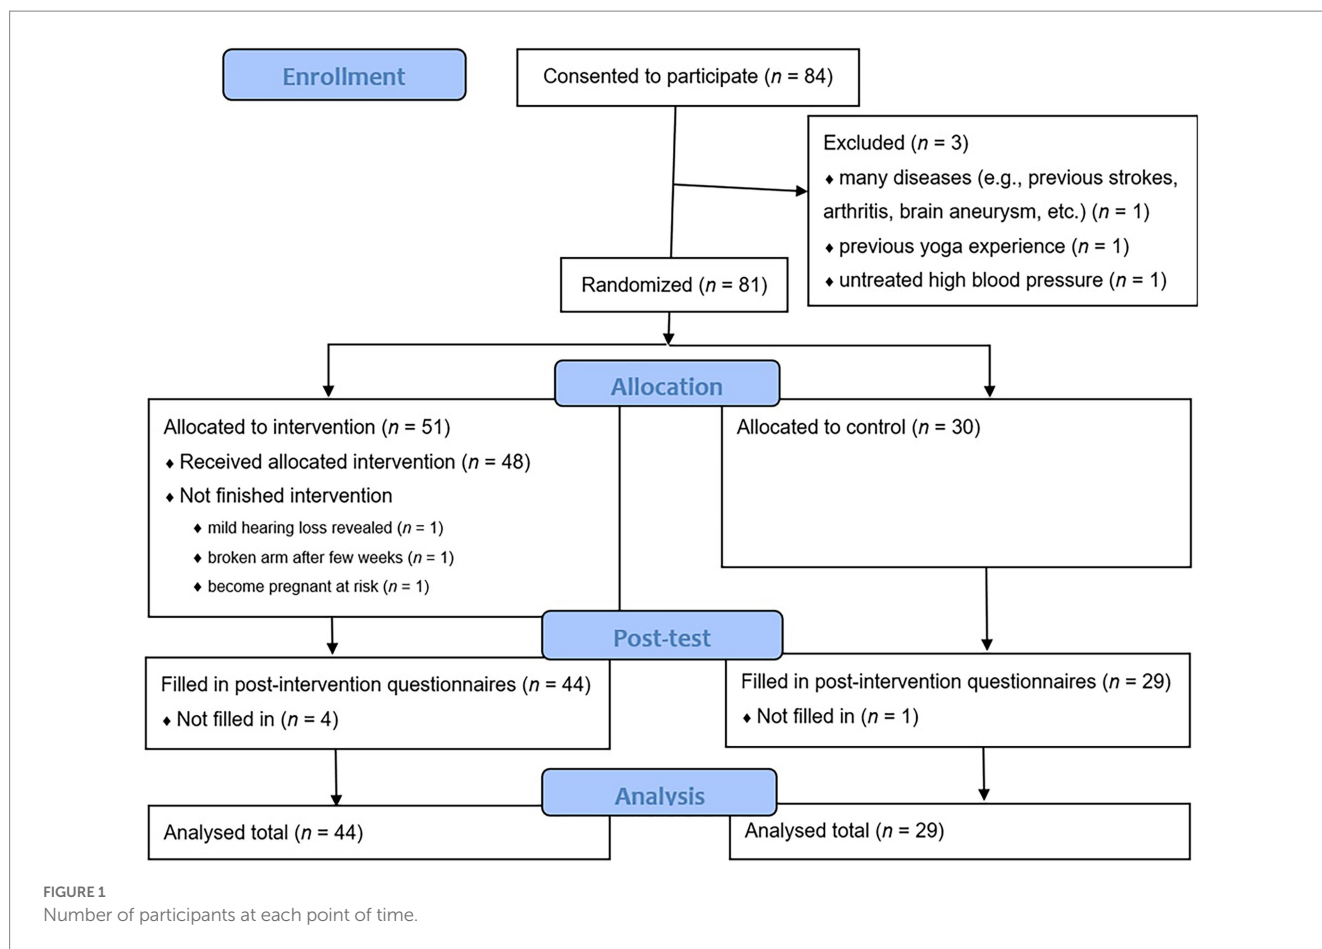 Enrollment
Consented to participate (n = 84)
Excluded (n = 3)
♦ many diseases (e.g., previous strokes,
arthritis, brain aneurysm, etc.) (n = 1)
♦ previous yoga experience (n = 1)
♦ untreated high blood pressure (n = 1)
Randomized (n = 81)
Allocation
Allocated to intervention (n = 51)
♦ Received allocated intervention (n = 48)
♦ Not finished intervention
♦ mild hearing loss revealed (n = 1)
♦ broken arm after few weeks (n = 1)
♦ become pregnant at risk (n = 1)
Allocated to control (n = 30)
Post-test
Filled in post-intervention questionnaires (n = 44)
♦ Not filled in (n = 4)
Filled in post-intervention questionnaires (n = 29)
♦ Not filled in (n = 1)
Analysis
Analysed total (n = 44)
Analysed total (n = 29)
FIGURE 1
Number of participants at each point of time.